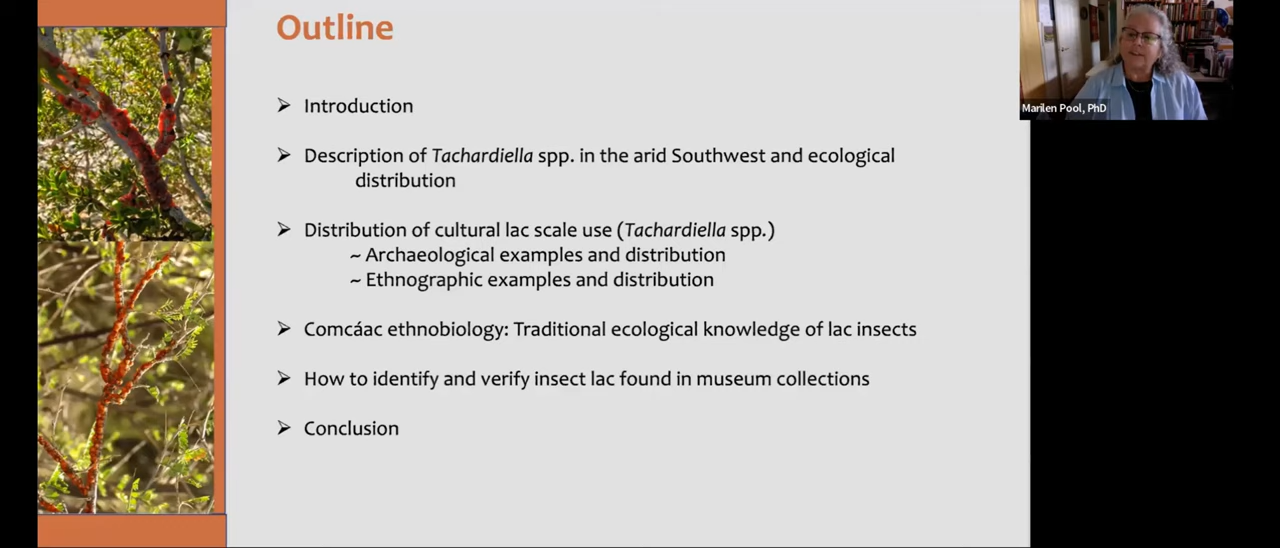 Outline
Marilen Pool, PhD
➢ Introduction
➢ Description of Tachardiella spp. in the arid Southwest and ecological
distribution
➢ Distribution of cultural lac scale use (Tachardiella spp.)
~ Archaeological examples and distribution
~ Ethnographic examples and distribution
➢ Comcáac ethnobiology: Traditional ecological knowledge of lac insects
➢ How to identify and verify insect lac found in museum collections
➢ Conclusion